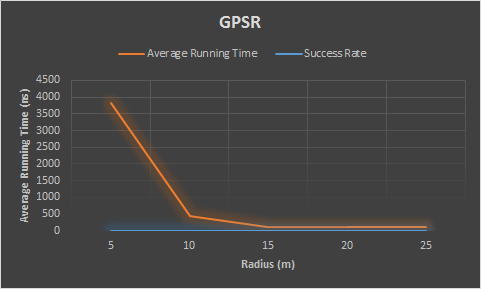 GPSR
Average Running Time Success Rate
Average Running Time (ns)
4500
4000
3500
3000
2500
2000
1500
1000
500
0
5 10 15 20 25
Radius (m)